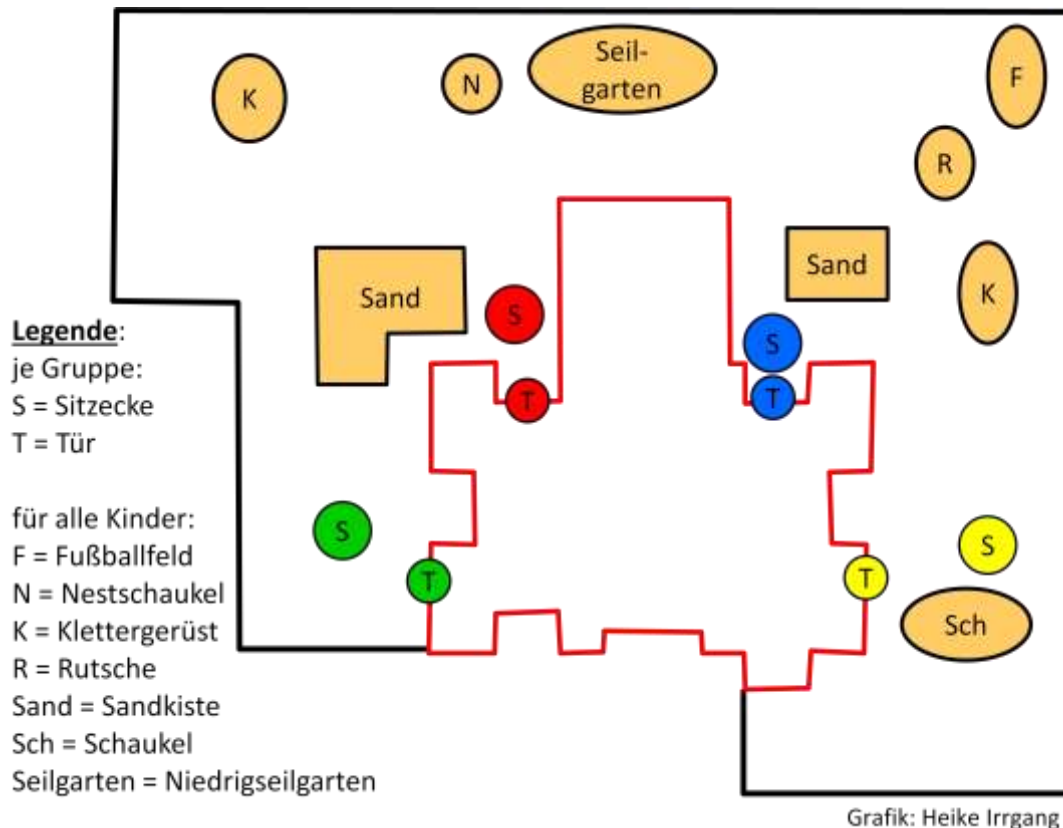 Seil-
garten
K
N
F
R
Sand
Sand
K
S
S
T
T
S
T
S
T
Sch
Legende:
je Gruppe:
S = Sitzecke
T = Tür
für alle Kinder:
F = Fußballfeld
N = Nestschaukel
K = Klettergerüst
R = Rutsche
Sand = Sandkiste
Sch = Schaukel
Seilgarten = Niedrigseilgarten
Grafik: Heike Irrgang